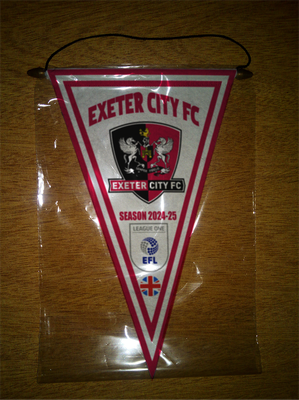 EXETER CITY FC
EXETER CITY FC
SEASON 2024-25
LEAGUE ONE
EFL